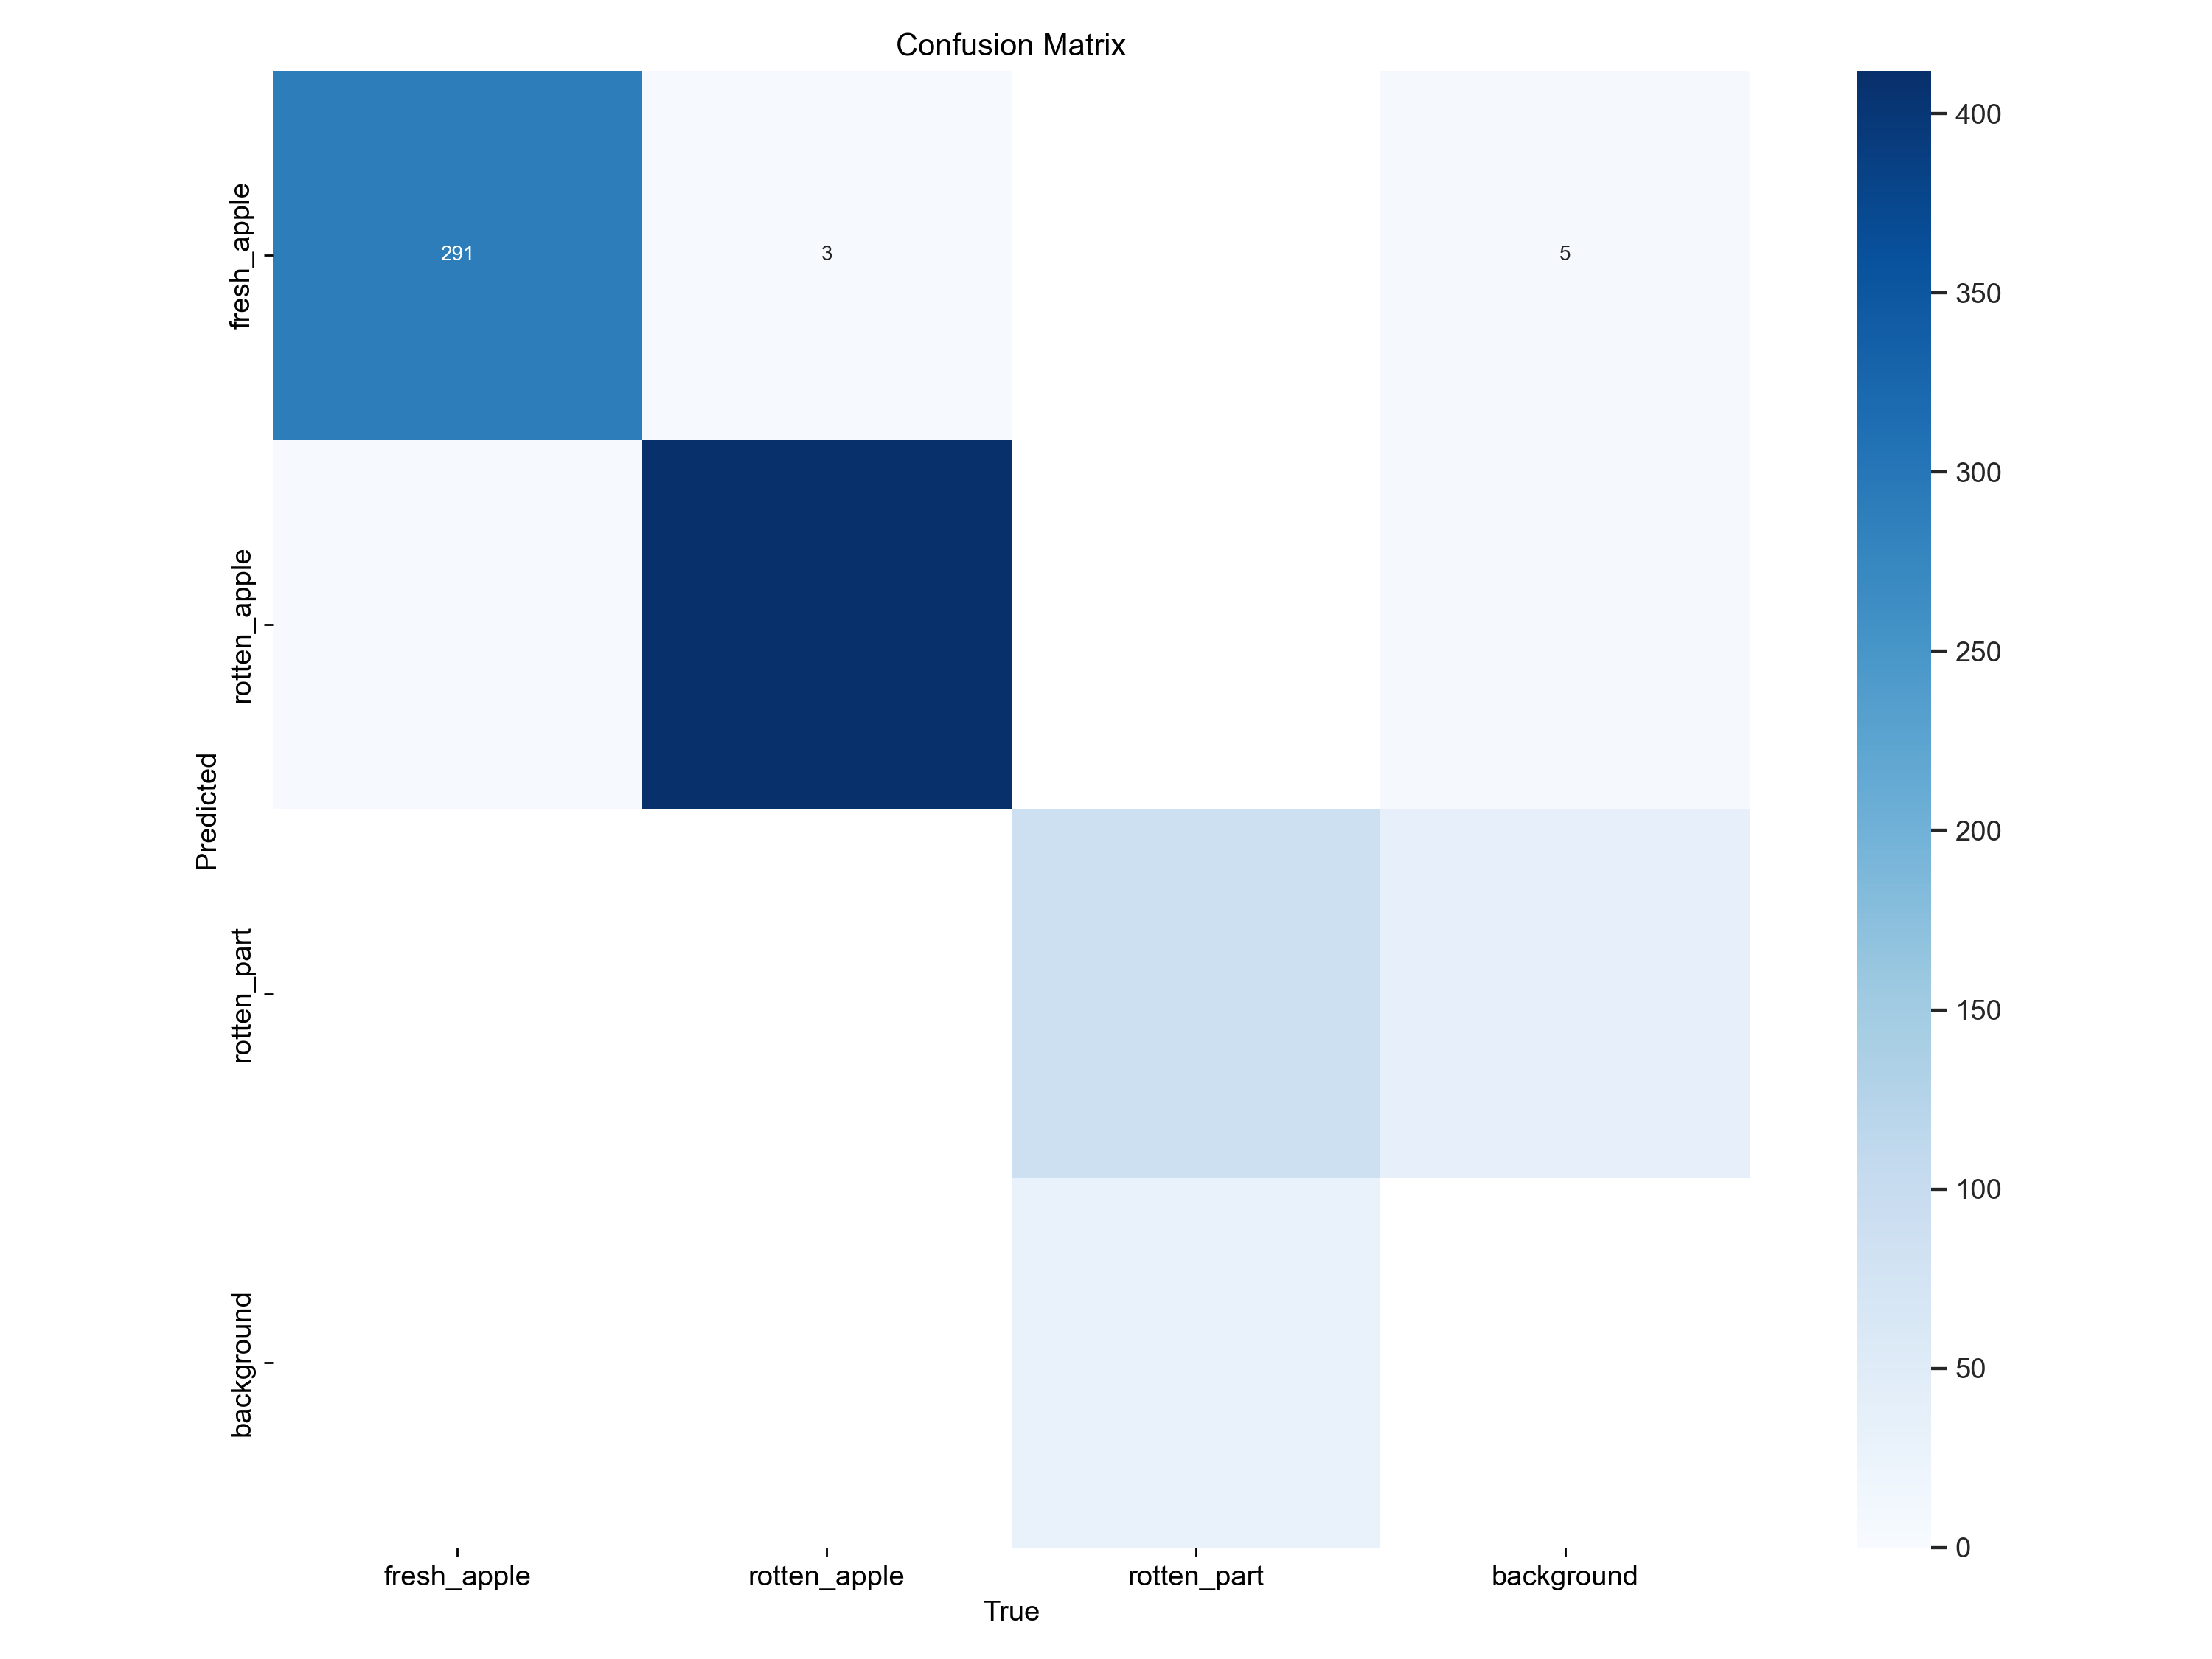 Confusion Matrix
fresh_apple
291
3
5
rotten_apple
rotten_part
background
Predicted
fresh_apple
rotten_apple
rotten_part
background
True
400
350
300
250
200
150
100
50
0